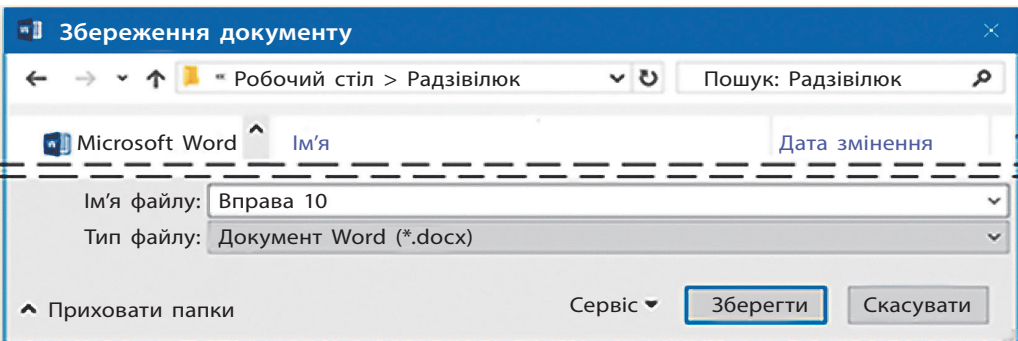 Збереження документу
« Робочий стіл > Радзівілюк Пошук: Радзівілюк
Microsoft Word Ім'я Дата змінення
Ім'я файлу: Вправа 10
Тип файлу: Документ Word (*.docx)
Приховати папки Сервіс Зберегти Скасувати